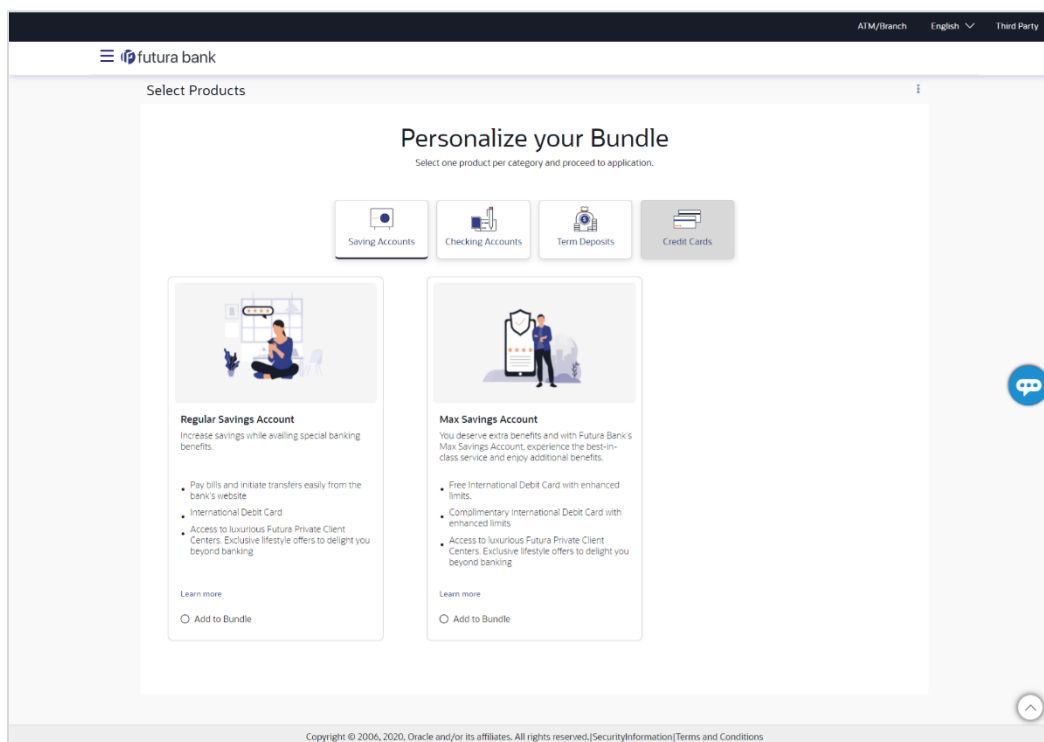 ATM/Branch English Third Party
futura bank
Select Products
Personalize your Bundle
Select one product per category and proceed to application.
Saving Accounts Checking Accounts Term Deposits Credit Cards
Regular Savings Account
Increase savings while availing special banking
benefits.
Pay bills and initiate transfers easily from the
bank's website
International Debit Card
Access to luxurious Futura Private Client
Centers. Exclusive lifestyle offers to delight you
beyond banking
Learn more
Add to Bundle
Max Savings Account
You deserve extra benefits and with Futura Bank's
Max Savings Account, experience the best-in-
class service and enjoy additional benefits.
Free International Debit Card with enhanced
limits.
Complimentary International Debit Card with
enhanced limits
Access to luxurious Futura Private Client
Centers. Exclusive lifestyle offers to delight you
beyond banking
Learn more
Add to Bundle
Copyright © 2006, 2020, Oracle and/or its affiliates. All rights reserved.|SecurityInformation|Terms and Conditions